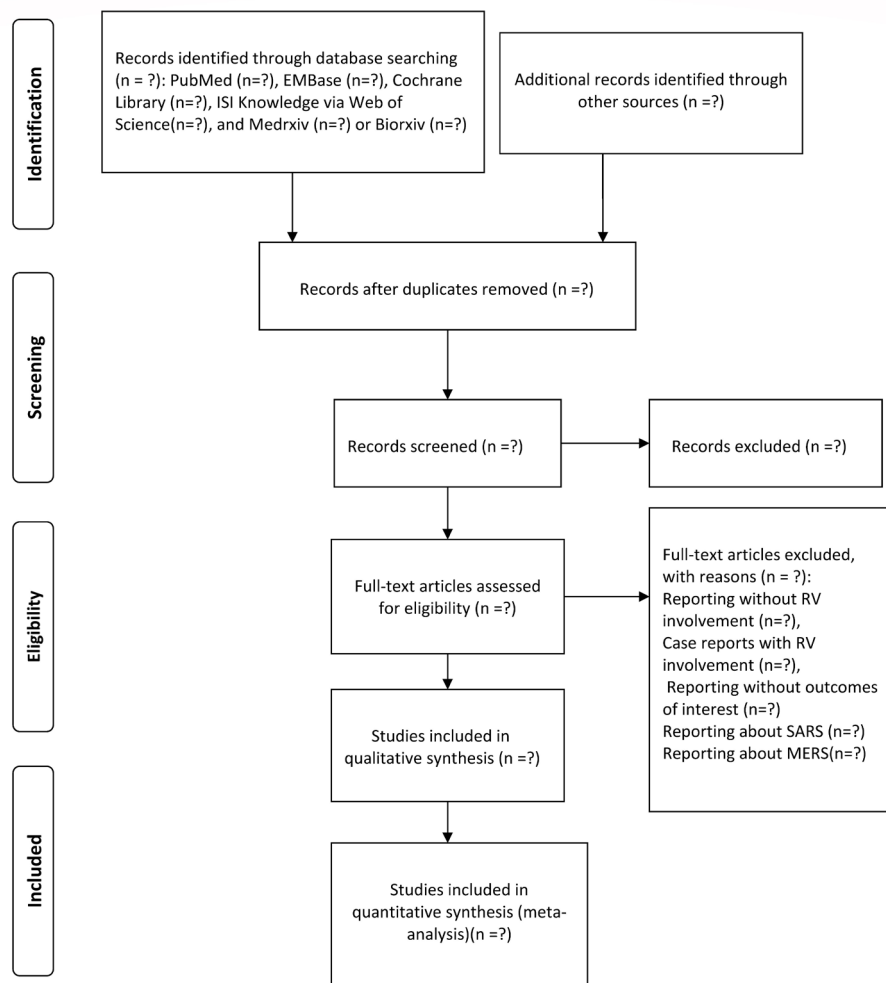 Identification
Records identified through database searching
(n = ?): PubMed (n=?), EMBase (n=?), Cochrane
Library (n=?), ISI Knowledge via Web of
Science(n=?), and Medrxiv (n=?) or Biorxiv (n=?)
Additional records identified through
other sources (n =?)
Screening
Records after duplicates removed (n =?)
Records screened (n =?)
Records excluded (n =?)
Eligibility
Full-text articles assessed
for eligibility (n =?)
Full-text articles excluded,
with reasons (n = ?):
Reporting without RV
involvement (n=?),
Case reports with RV
involvement (n=?),
Reporting without outcomes
of interest (n=?)
Reporting about SARS (n=?)
Reporting about MERS(n=?)
Studies included in
qualitative synthesis (n =?)
Included
Studies included in
quantitative synthesis (meta-
analysis)(n =?)